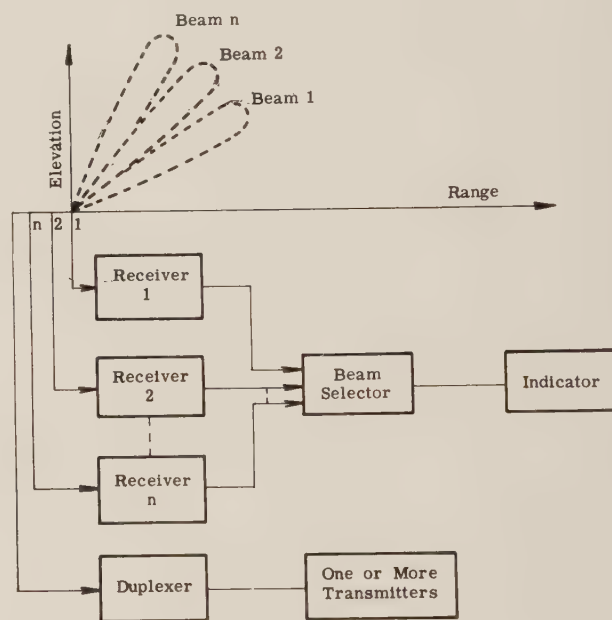 Beam n
Beam 2
Beam 1
Elevation
Range
n 2 1
Receiver
1
Receiver
2
Receiver
n
Beam
Selector
Indicator
Duplexer
One or More
Transmitters